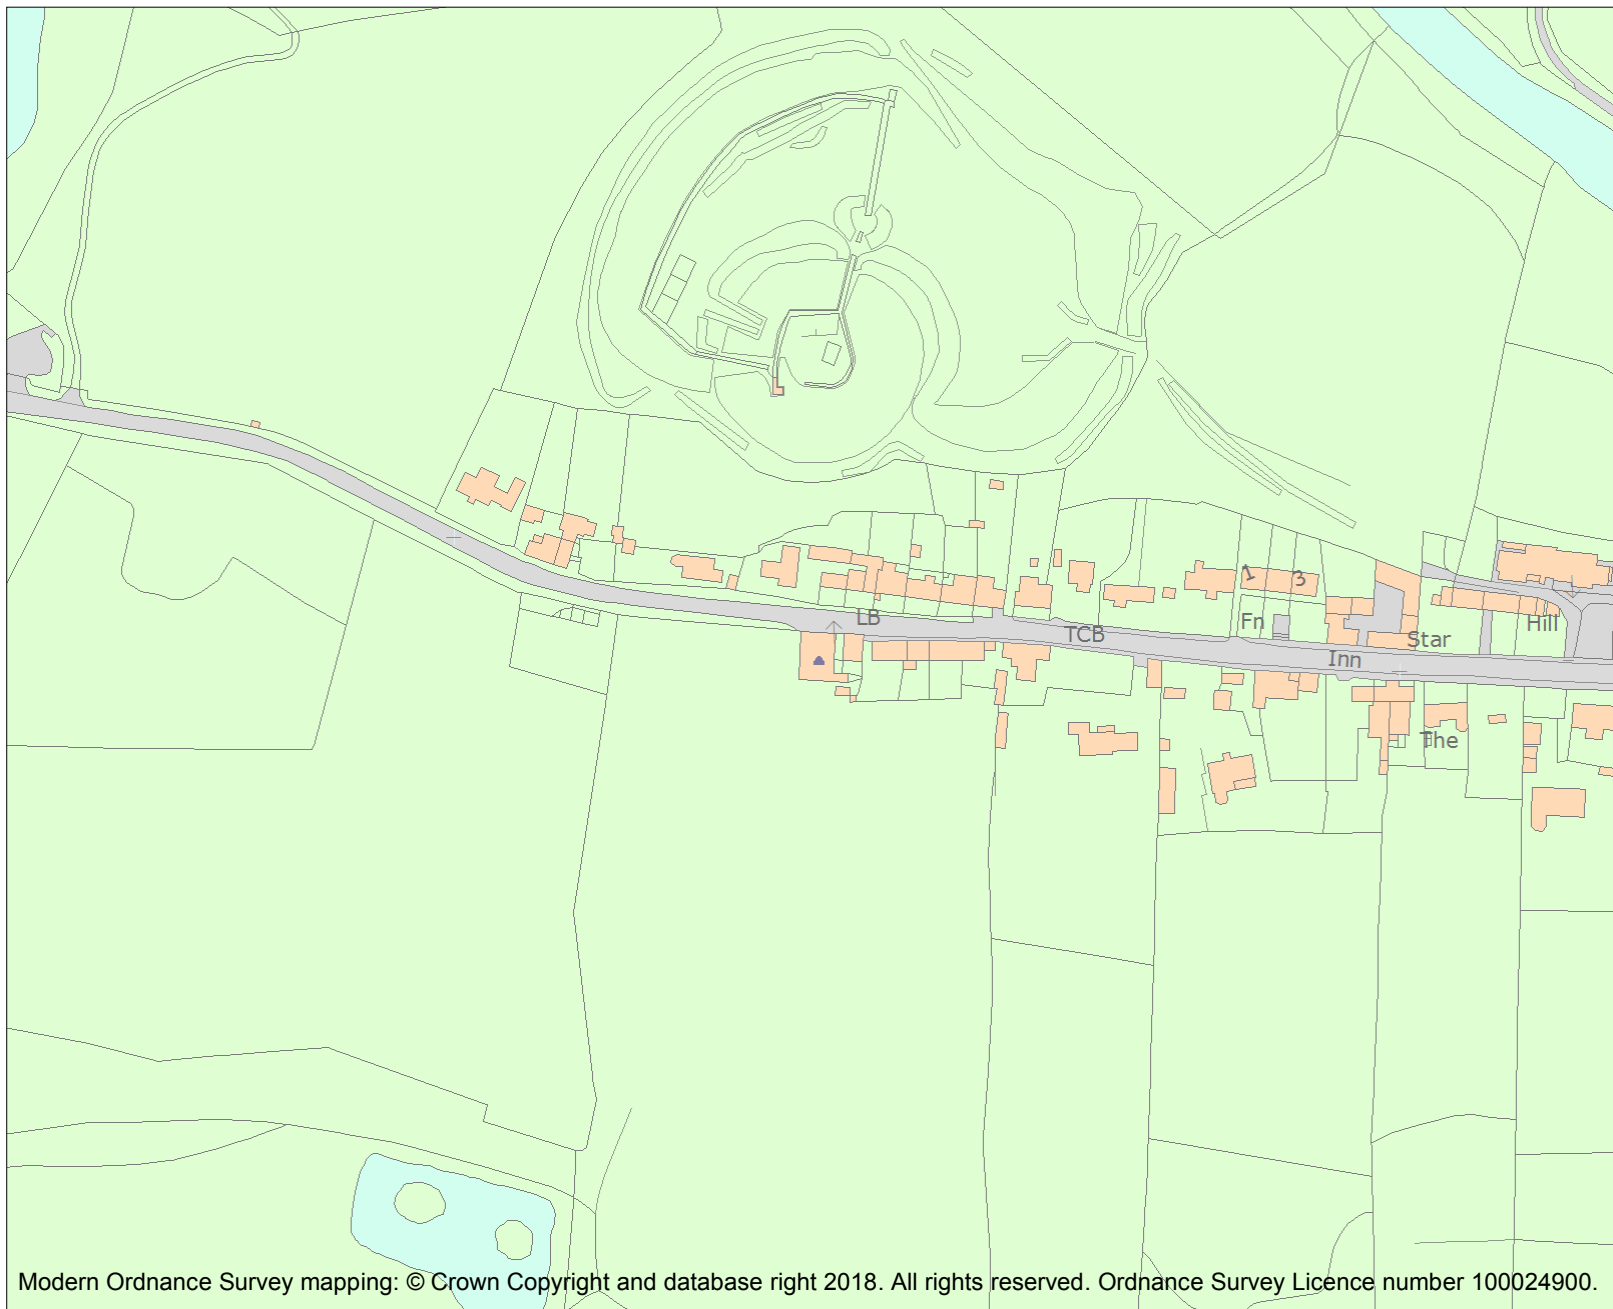 1
3
LB
Fn
Hill
TCB
Star
Inn
The
Modern Ordnance Survey mapping: © Crown Copyright and database right 2018. All rights reserved. Ordnance Survey Licence number 100024900.